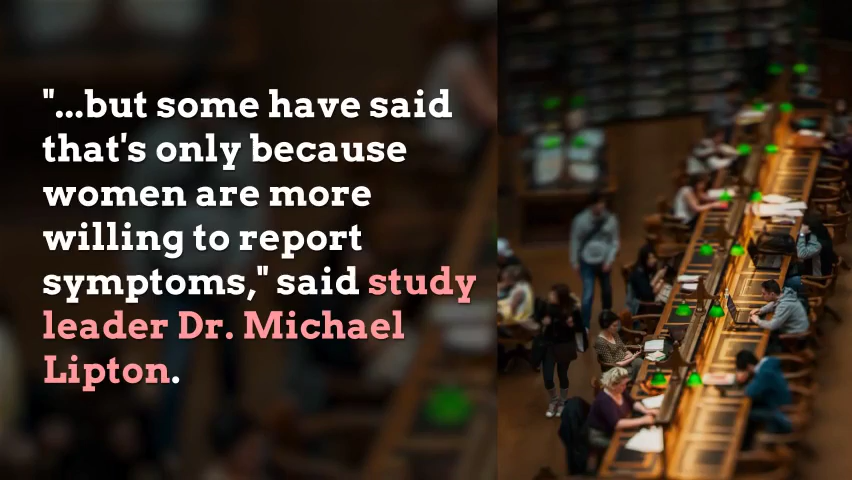 "...but some have said
that's only because
women are more
willing to report
symptoms," said study
leader Dr. Michael
Lipton.